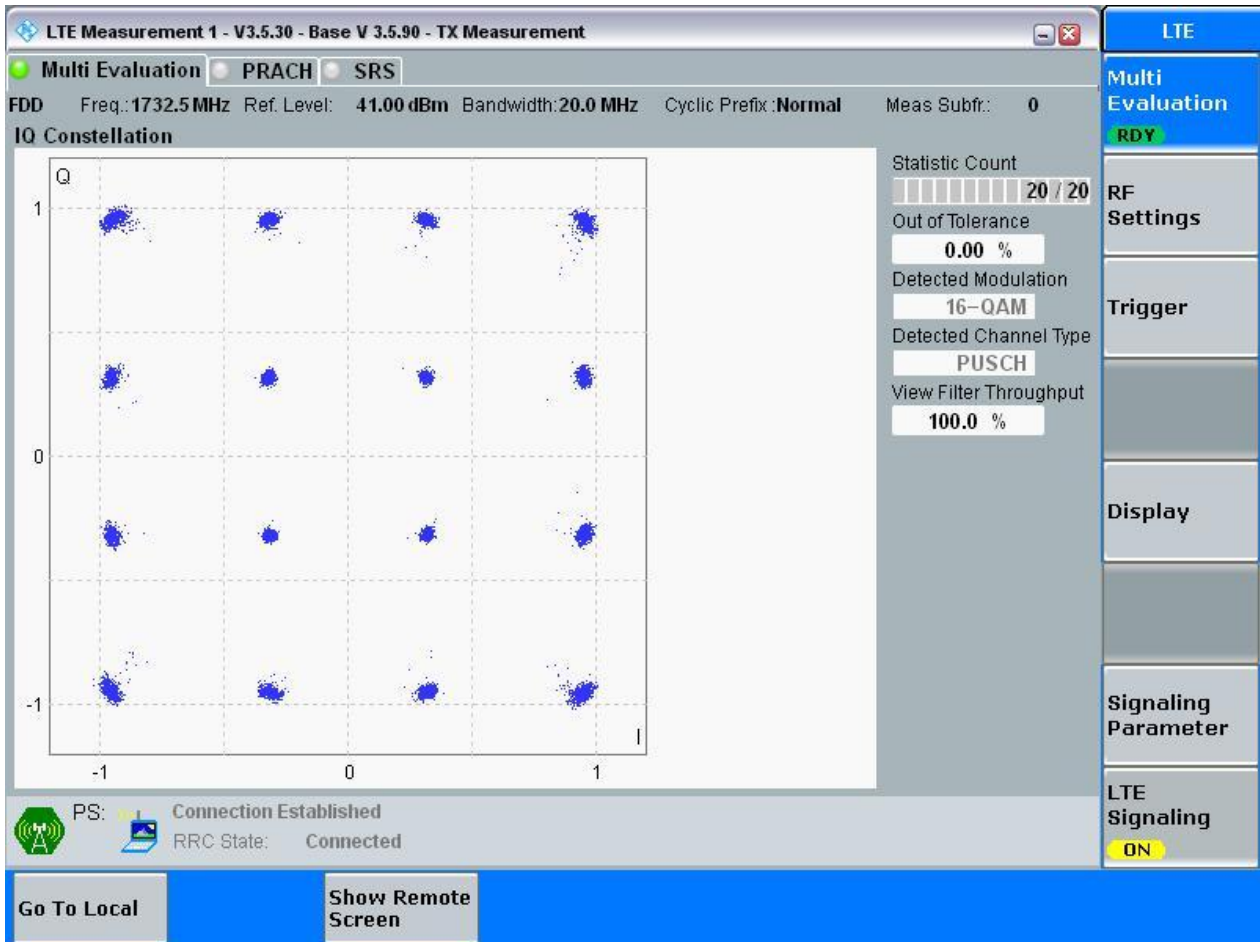 LTE Measurement 1 - V3.5.30 - Base V 3.5.90 - TX Measurement
LTE
Multi Evaluation PRACH SRS
FDD Freq.: 1732.5 MHz Ref. Level: 41.00 dBm Bandwidth: 20.0 MHz Cyclic Prefix : Normal Meas Subfr.: 0
IQ Constellation
Q
1
0
-1
-1 0 1
I
Statistic Count
20 / 20
Out of Tolerance
0.00 %
Detected Modulation
16-QAM
Detected Channel Type
PUSCH
View Filter Throughput
100.0 %
Multi
Evaluation
RDY
RF
Settings
Trigger
Display
Signaling
Parameter
LTE
Signaling
ON
PS: Connection Established
RRC State: Connected
Go To Local
Show Remote
Screen